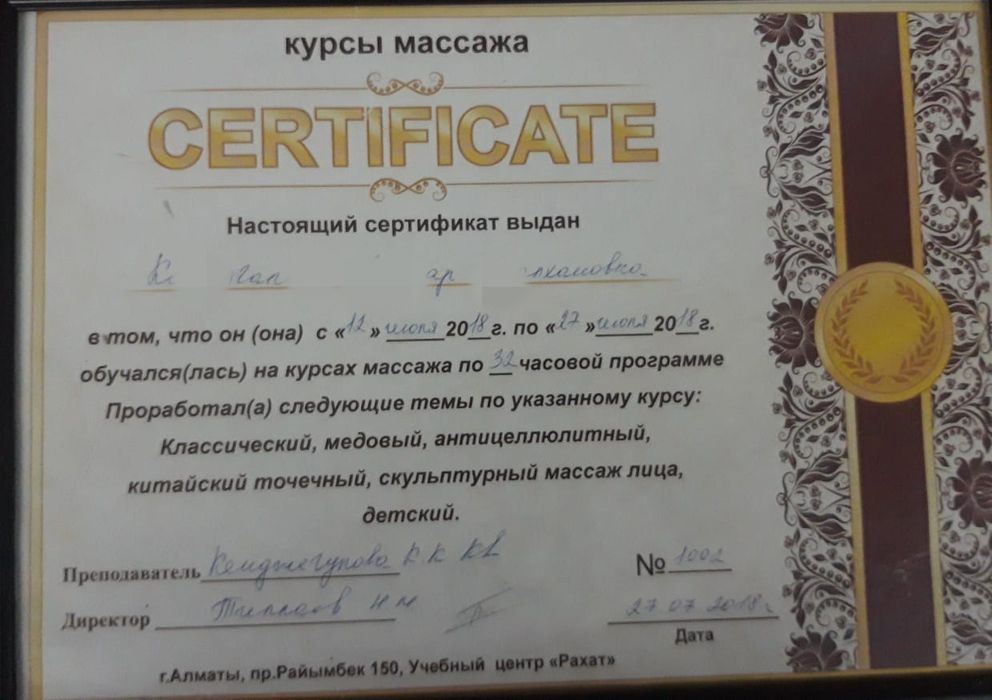 курсы массажа
CERTIFICATE
Настоящий сертификат выдан
в том, что он (она) с «12» июля 2018 г. по «27» июля 2018 г.
обучался(лась) на курсах массажа по 32 часовой программе
Проработал(а) следующие темы по указанному курсу:
Классический, медовый, антицеллюлитный,
китайский точечный, скульптурный массаж лица,
детский.
Преподаватель К К
№ 1002
Директор
27.07.2018г.
Дата
г.Алматы, пр.Райымбек 150, Учебный центр «Рахат»